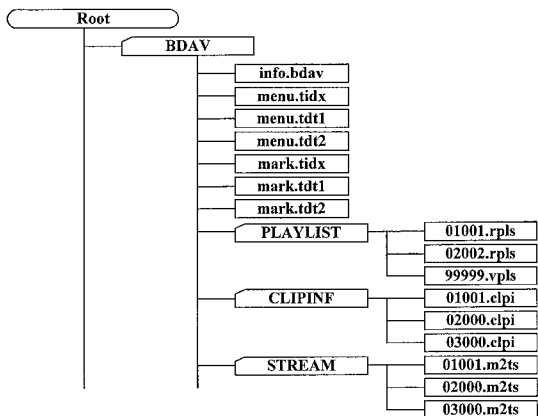 Root
BDAV
info.bdav
menu.tidx
menu.tdt1
menu.tdt2
mark.tidx
mark.tdt1
mark.tdt2
PLAYLIST
01001.rpls
02002.rpls
99999.vpls
CLIPINF
01001.clpi
02000.clpi
03000.clpi
STREAM
01001.m2ts
02000.m2ts
03000.m2ts